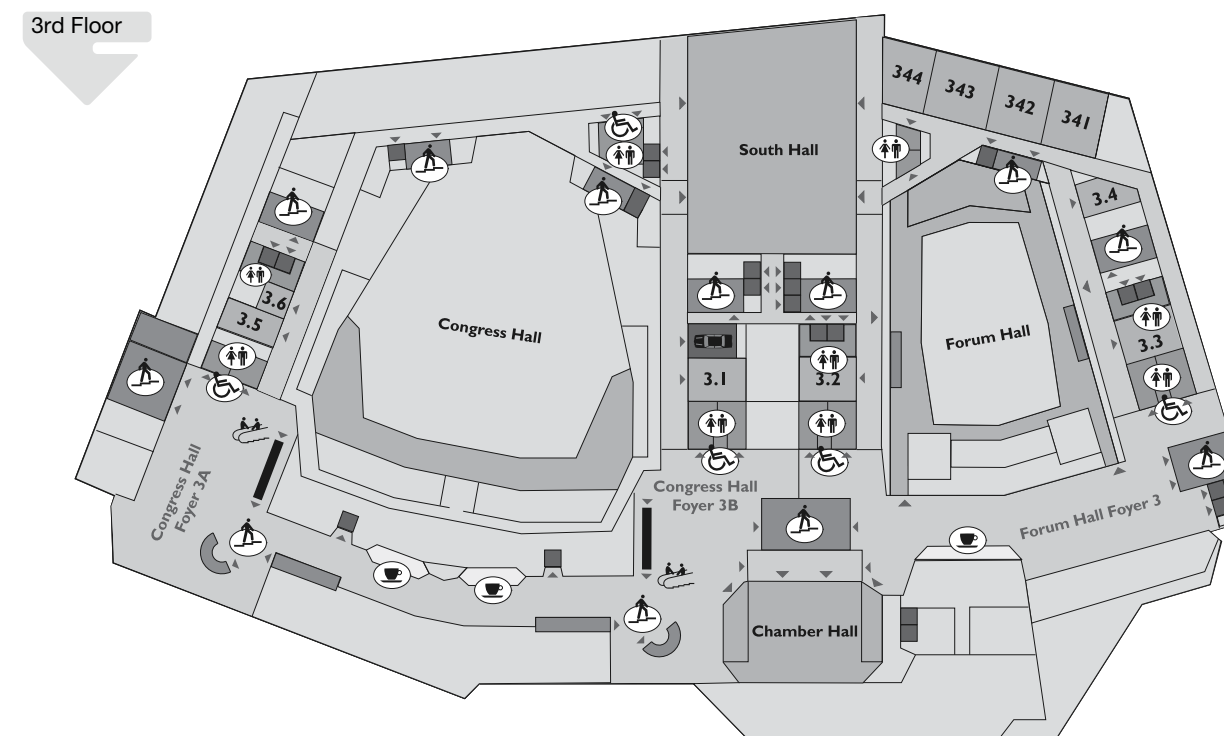 3rd Floor
344
343
342
341
South Hall
3.4
3.6
3.5
Congress Hall
Forum Hall
3.3
3.1
3.2
Congress Hall
Foyer 3A
Congress Hall
Foyer 3B
Forum Hall Foyer 3
Chamber Hall